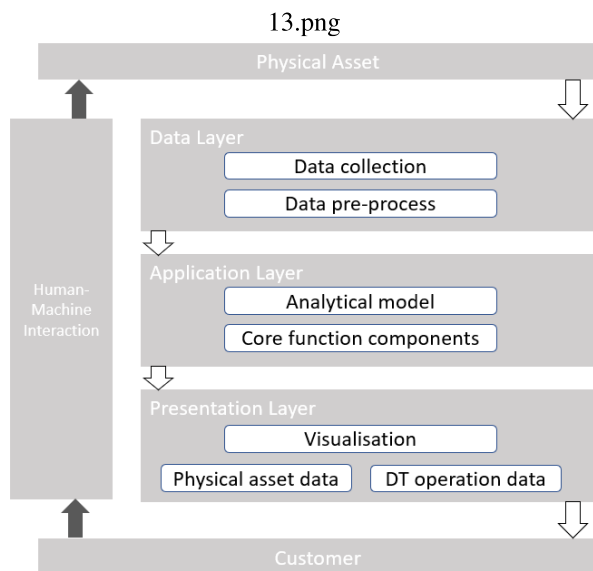 13.png
Physical Asset
Data Layer
Data collection
Data pre-process
Application Layer
Analytical model
Core function components
Human-
Machine
Interaction
Presentation Layer
Visualisation
Physical asset data
DT operation data
Customer